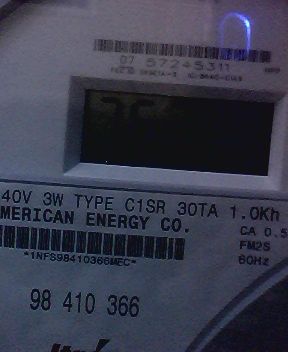 07 57245311
40V 3W TYPE C1SR 30TA 1.0Kh
MERICAN ENERGY CO.
CA 0.5
FM2S
*1NFS98410366MEC*
60Hz
98 410 366